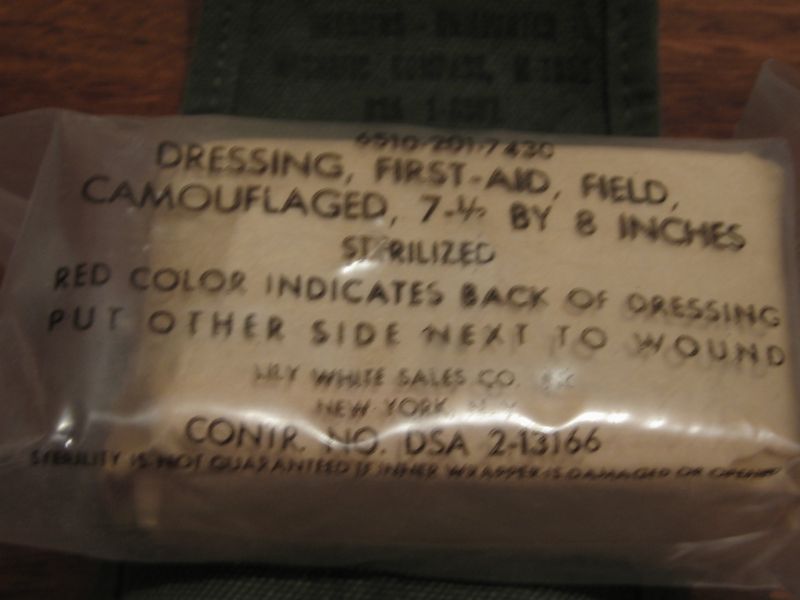 COMPASS,
6510-201-7430
DRESSING, FIRST-AID, FIELD,
CAMOUFLAGED, 7-½ BY 8 INCHES
STERILIZED
RED COLOR INDICATES BACK OF DRESSING
PUT OTHER SIDE NEXT TO WOUND
LILY WHITE SALES CO.
NEW YORK, N.Y.
CONTR. NO. DSA 2-13166
STERILITY IS NOT GUARANTEED IF INNER WRAPPER IS DAMAGED OR OPENED